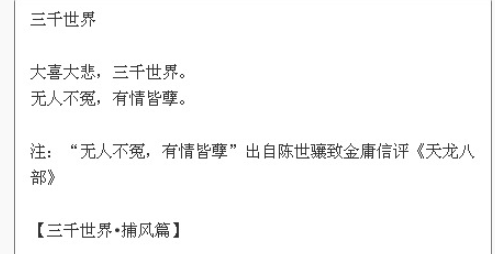 三千世界
大喜大悲，三千世界。
无人不冤，有情皆孽。
注：“无人不冤，有情皆孽”出自陈世骧致金庸信评《天龙八
部》
【三千世界•捕风篇】